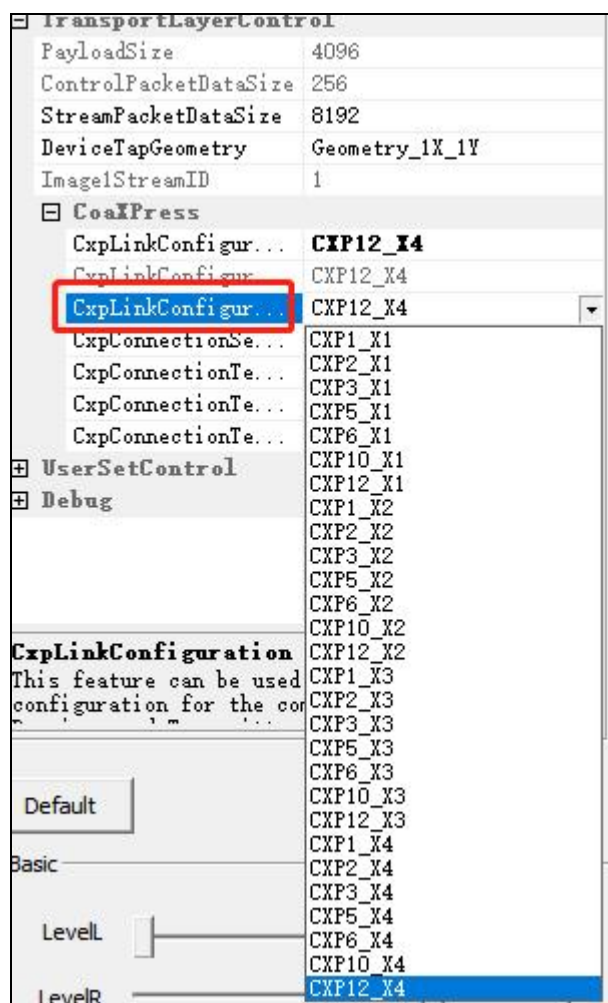 TransportLayerControl
PayloadSize 4096
ControlPacketDataSize 256
StreamPacketDataSize 8192
DeviceTapGeometry Geometry_1X_1Y
Image1StreamID 1
CoaXPress
CxpLinkConfigur... CXP12_X4
CxpLinkConfigur... CXP12_X4
CxpLinkConfigur... CXP12_X4
CxpConnectionSe...
CxpConnectionTe...
CxpConnectionTe...
CxpConnectionTe...
UserSetControl
Debug
CXP1_X1
CXP2_X1
CXP3_X1
CXP5_X1
CXP6_X1
CXP10_X1
CXP12_X1
CXP1_X2
CXP2_X2
CXP3_X2
CXP5_X2
CXP6_X2
CXP10_X2
CXP12_X2
CXP1_X3
CXP2_X3
CXP3_X3
CXP5_X3
CXP6_X3
CXP10_X3
CXP12_X3
CXP1_X4
CXP2_X4
CXP3_X4
CXP5_X4
CXP6_X4
CXP10_X4
CXP12_X4
CxpLinkConfiguration
This feature can be used
configuration for the
Default
Basic
LevelL
LevelR